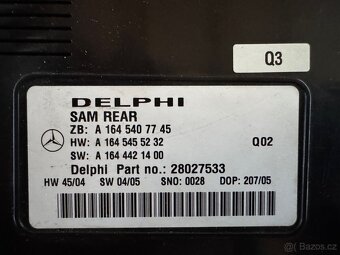 Q3
DELPHI
SAM REAR
ZB: A 164 540 77 45
HW: A 164 545 52 32 Q02
SW: A 164 442 14 00
Delphi Part no.: 28027533
HW 45/04 SW 04/05 SNO: 0028 DOP: 207/05
Bazoš.cz